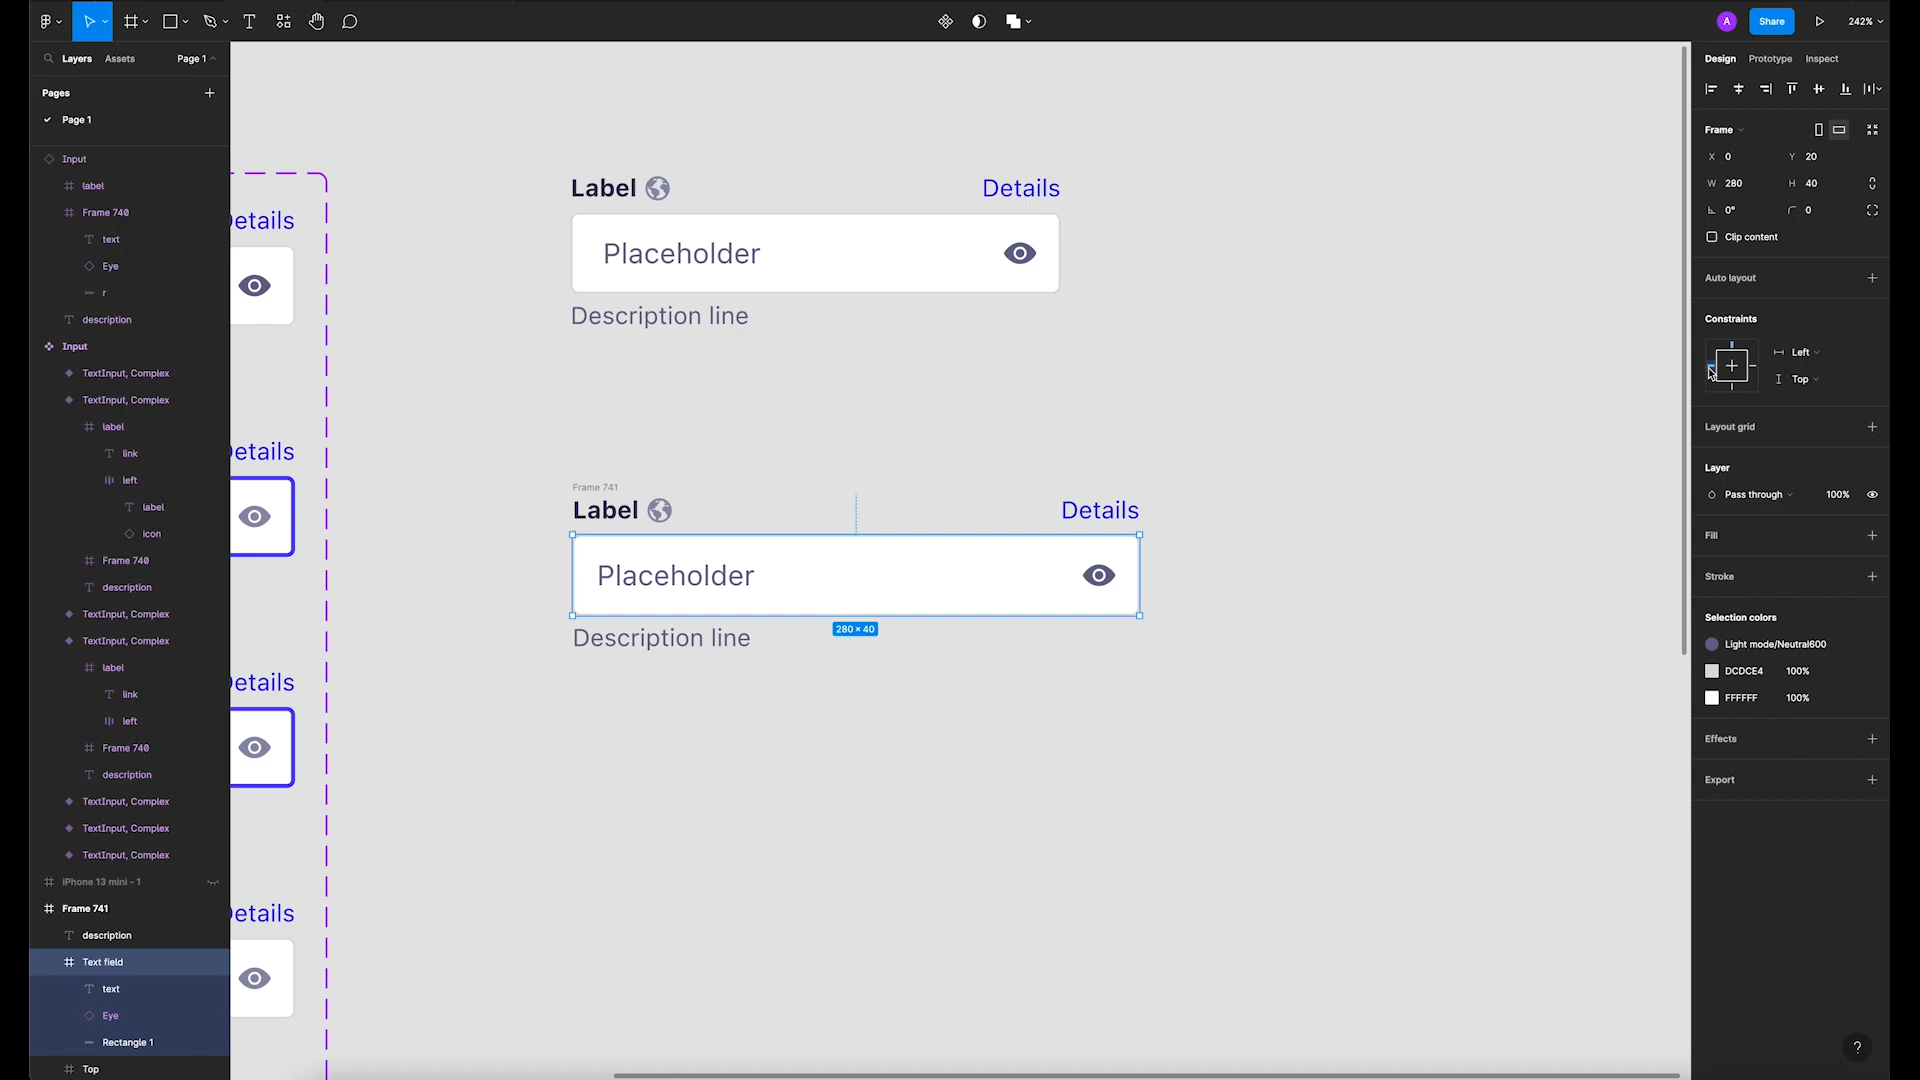 A
Share
242%
Layers
Assets
Page 1
Pages
Page 1
Input
label
Frame 740
text
Eye
r
description
Input
TextInput, Complex
TextInput, Complex
label
link
left
label
icon
Frame 740
description
TextInput, Complex
TextInput, Complex
label
link
left
Frame 740
description
TextInput, Complex
TextInput, Complex
TextInput, Complex
iPhone 13 mini - 1
Frame 741
description
Text field
text
Eye
Rectangle 1
Top
Details
Details
Details
Details
Label
Details
Placeholder
Description line
Frame 741
Label
Details
Placeholder
280 × 40
Description line
Design
Prototype
Inspect
Frame
X 0
Y 20
W 280
H 40
0°
0
Clip content
Auto layout
Constraints
Left
Top
Layout grid
Layer
Pass through
100%
Fill
Stroke
Selection colors
Light mode/Neutral600
DCDCE4 100%
FFFFFF 100%
Effects
Export
?